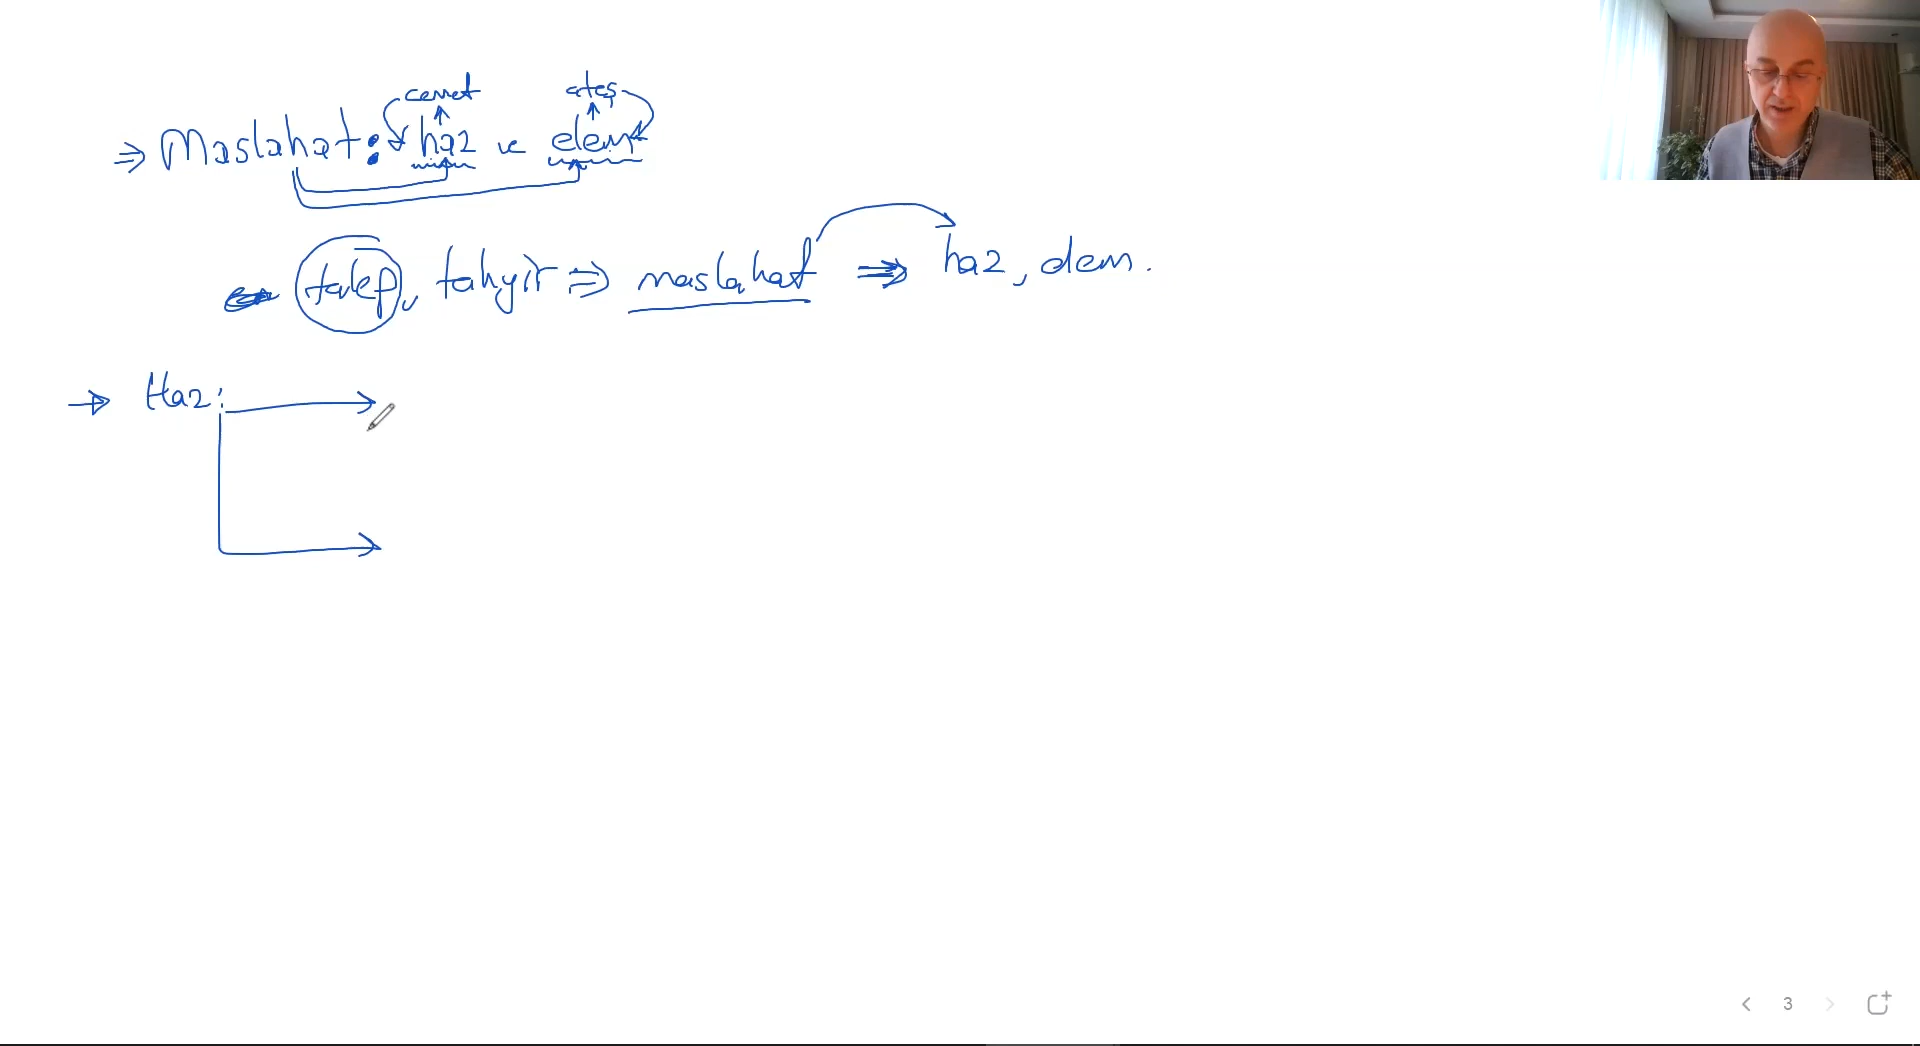 cennet ateş
⇒ Maslahat: haz ve elem
talep, tahyir ⇒ maslahat ⇒ haz, elem.
→ Haz:
3